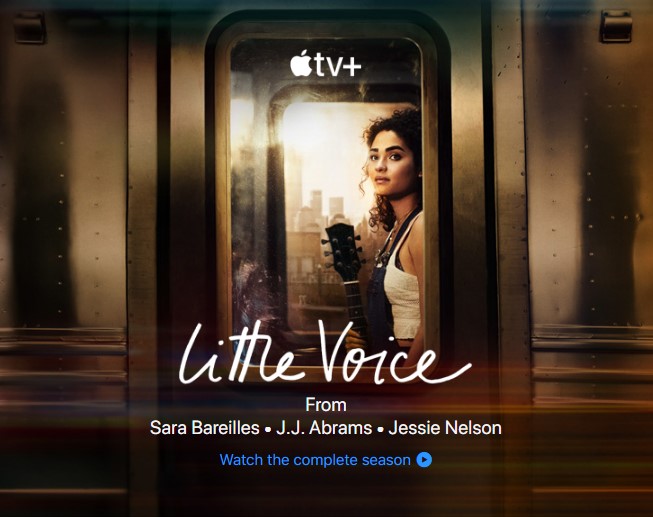 tv+
Little Voice
From
Sara Bareilles • J.J. Abrams • Jessie Nelson
Watch the complete season